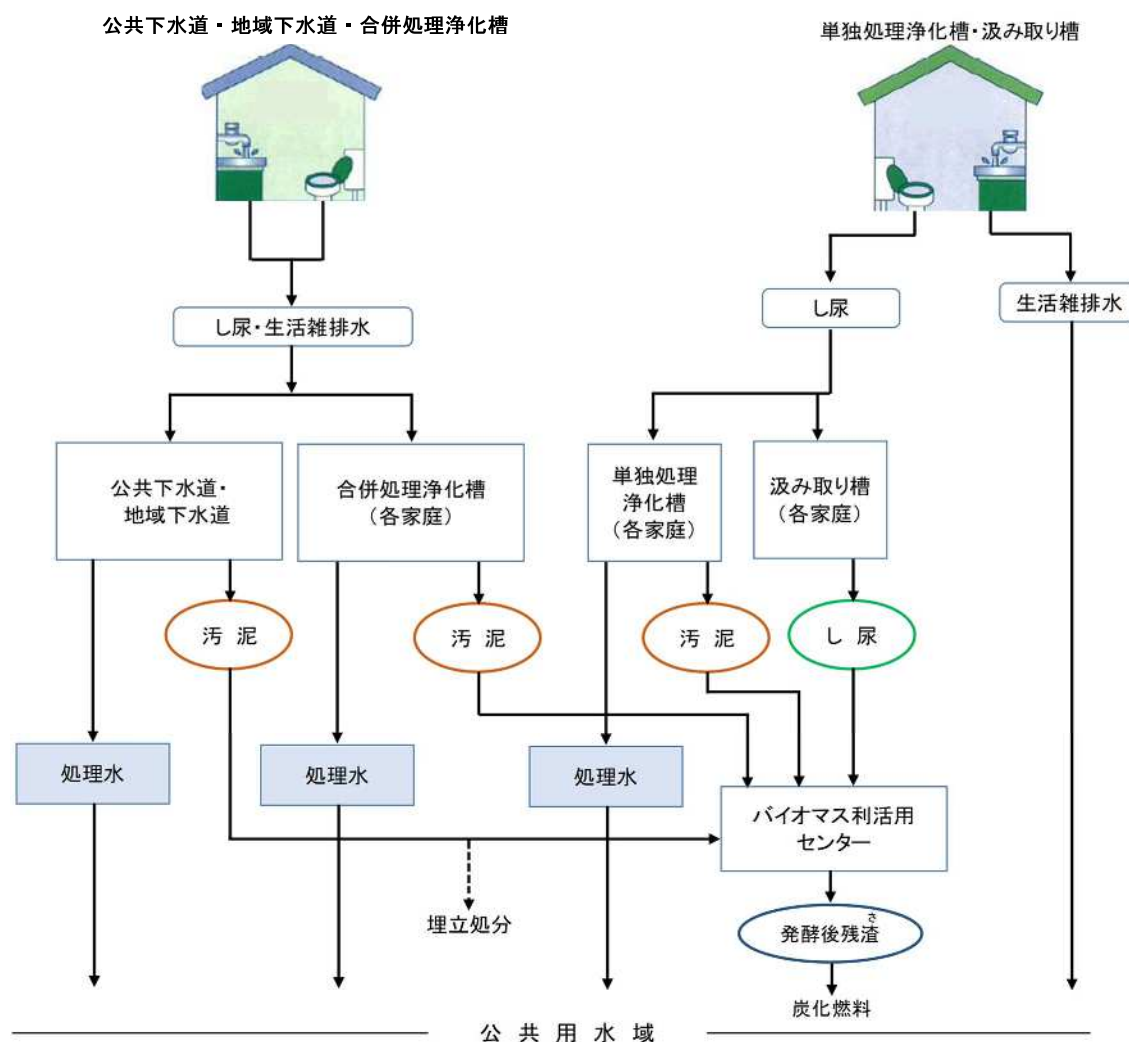 公共下水道・地域下水道・合併処理浄化槽
単独処理浄化槽・汲み取り槽
し尿・生活雑排水
し尿
生活雑排水
公共下水道・
地域下水道
合併処理浄化槽
（各家庭）
単独処理
浄化槽
（各家庭）
汲み取り槽
（各家庭）
汚泥
汚泥
汚泥
し尿
処理水
処理水
処理水
バイオマス利活用
センター
埋立処分
さ
発酵後残渣
炭化燃料
公共用水域